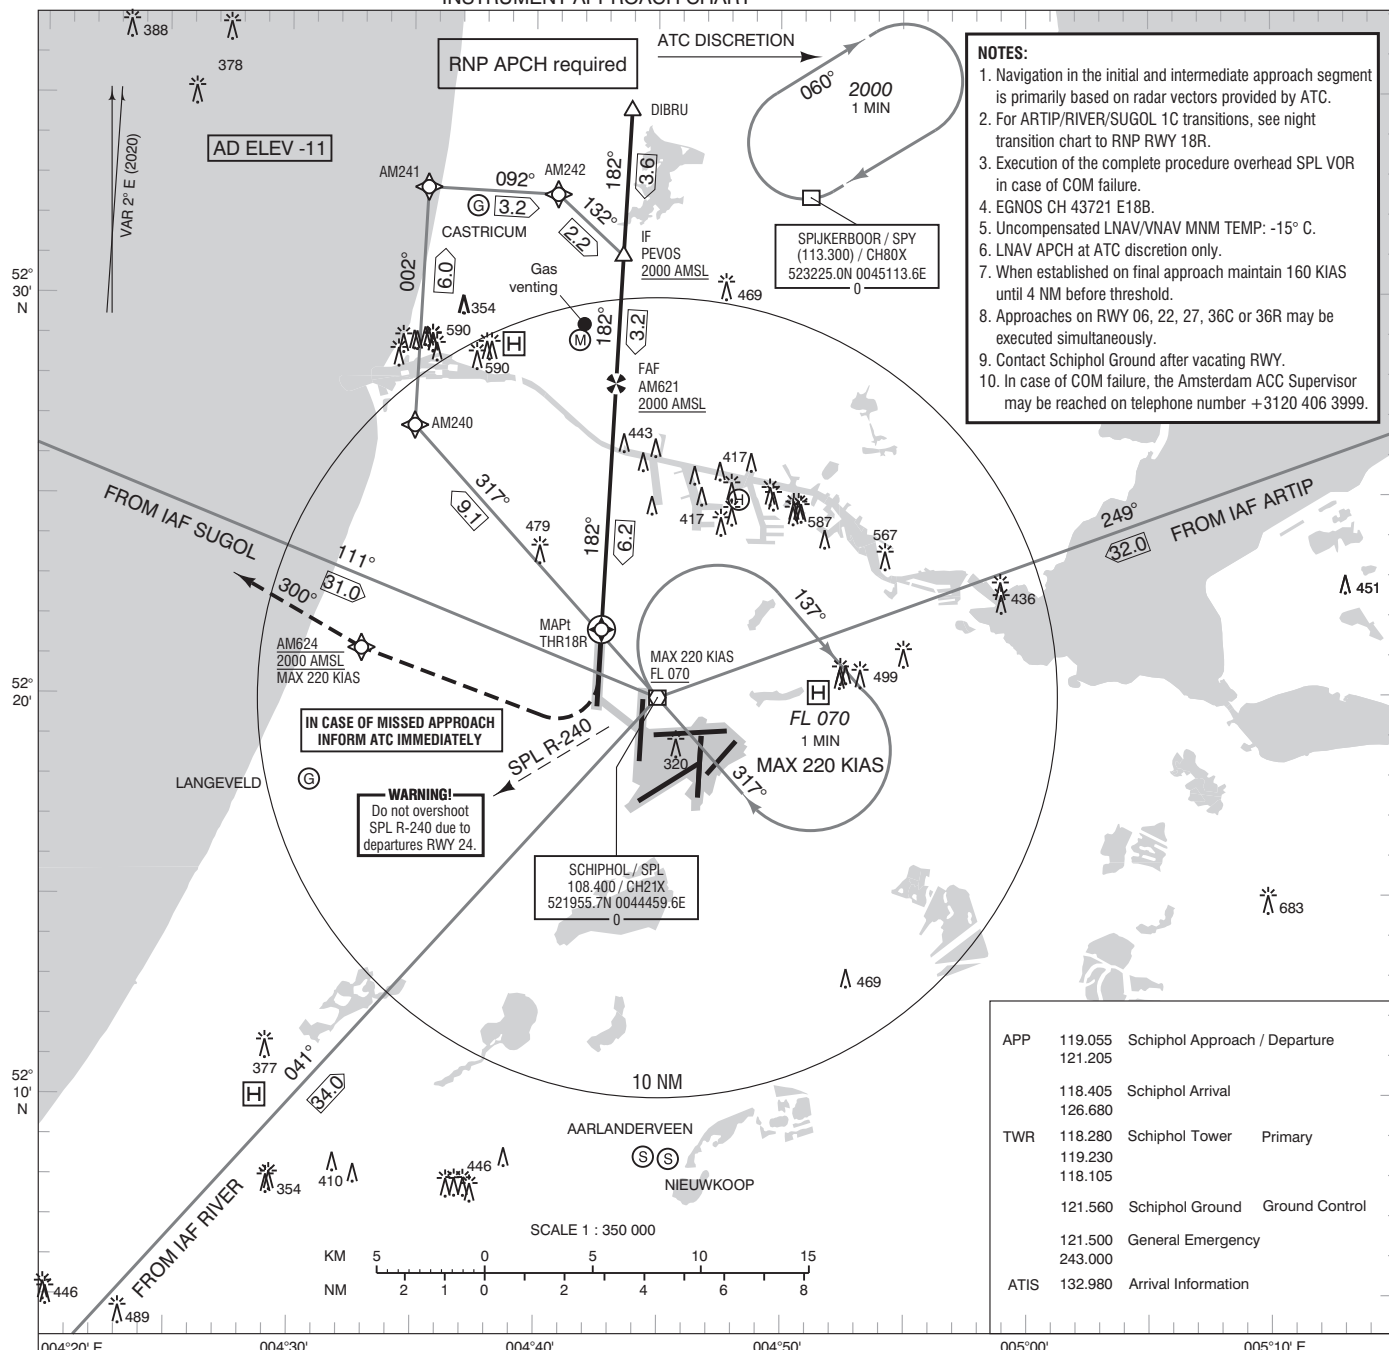 INSTRUMENT APPROACH CHART
388
378
RNP APCH required
ATC DISCRETION
060°
2000
1 MIN
NOTES:
1. Navigation in the initial and intermediate approach segment
is primarily based on radar vectors provided by ATC.
2. For ARTIP/RIVER/SUGOL 1C transitions, see night
transition chart to RNP RWY 18R.
3. Execution of the complete procedure overhead SPL VOR
in case of COM failure.
4. EGNOS CH 43721 E18B.
5. Uncompensated LNAV/VNAV MNM TEMP: -15° C.
6. LNAV APCH at ATC discretion only.
7. When established on final approach maintain 160 KIAS
until 4 NM before threshold.
8. Approaches on RWY 06, 22, 27, 36C or 36R may be
executed simultaneously.
9. Contact Schiphol Ground after vacating RWY.
10. In case of COM failure, the Amsterdam ACC Supervisor
may be reached on telephone number +3120 406 3999.
VAR 2° E (2020)
AD ELEV -11
DIBRU
182°
3.6
AM241
092°
AM242
G
3.2
CASTRICUM
132°
2.2
IF
PEVOS
2000 AMSL
SPIJKERBOOR / SPY
(113.300) / CH80X
523225.0N 0045113.6E
0
52°
30'
N
002°
6.0
Gas
venting
354
469
590
590
H
M
182°
3.2
FAF
AM621
2000 AMSL
AM240
443
417
H
417
587
567
317°
9.1
479
182°
6.2
FROM IAF SUGOL
111°
31.0
249°
32.0
FROM IAF ARTIP
451
436
300°
AM624
2000 AMSL
MAX 220 KIAS
MAPt
THR18R
137°
MAX 220 KIAS
FL 070
499
H
FL 070
1 MIN
MAX 220 KIAS
317°
320
52°
20'
IN CASE OF MISSED APPROACH
INFORM ATC IMMEDIATELY
SPL R-240
LANGEVELD
G
WARNING!
Do not overshoot
SPL R-240 due to
departures RWY 24.
SCHIPHOL / SPL
108.400 / CH21X
521955.7N 0044459.6E
0
683
469
377
H
041°
34.0
52°
10'
N
10 NM
AARLANDERVEEN
S
S
NIEUWKOOP
354
410
446
FROM IAF RIVER
446
489
SCALE 1 : 350 000
KM 5 0 5 10 15
NM 2 1 0 2 4 6 8
APP 119.055 Schiphol Approach / Departure
121.205
118.405 Schiphol Arrival
126.680
TWR 118.280 Schiphol Tower Primary
119.230
118.105
121.560 Schiphol Ground Ground Control
121.500 General Emergency
243.000
ATIS 132.980 Arrival Information
004°20' E 004°30' 004°40' 004°50' 005°00' 005°10' E